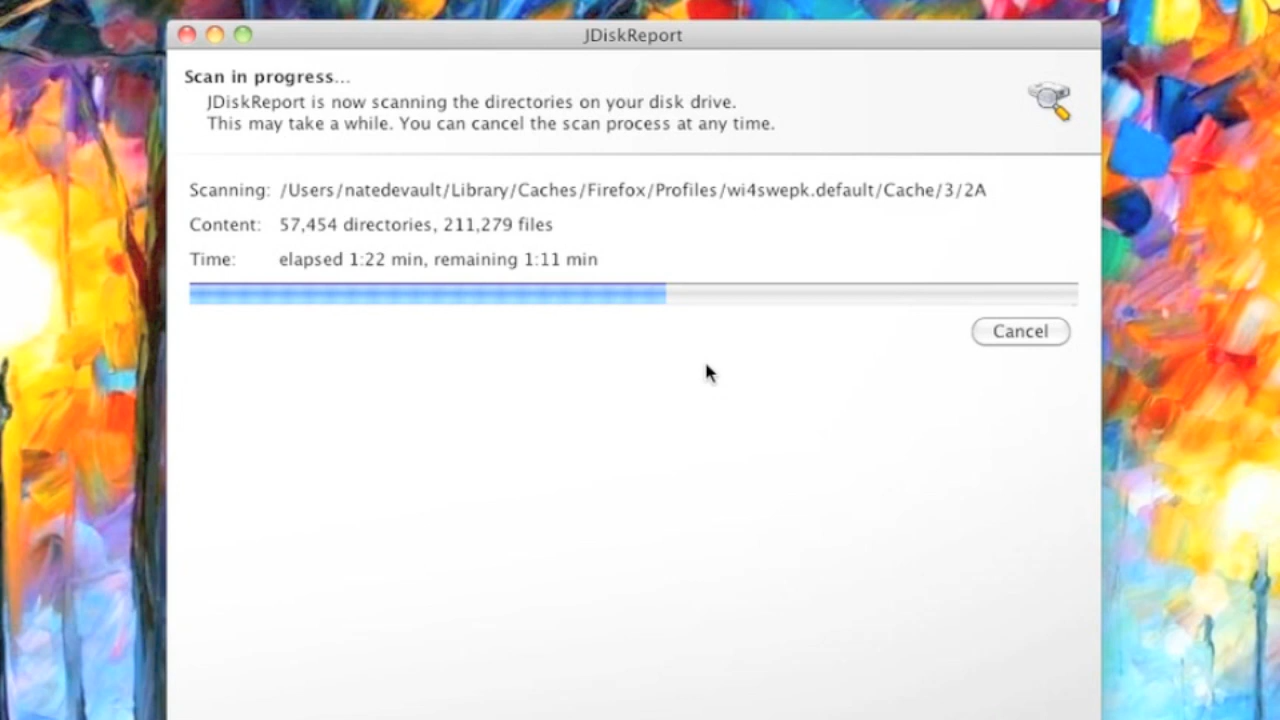 JDiskReport
Scan in progress...
JDiskReport is now scanning the directories on your disk drive.
This may take a while. You can cancel the scan process at any time.
Scanning: /Users/natedevault/Library/Caches/Firefox/Profiles/wi4swepk.default/Cache/3/2A
Content: 57,454 directories, 211,279 files
Time: elapsed 1:22 min, remaining 1:11 min
Cancel